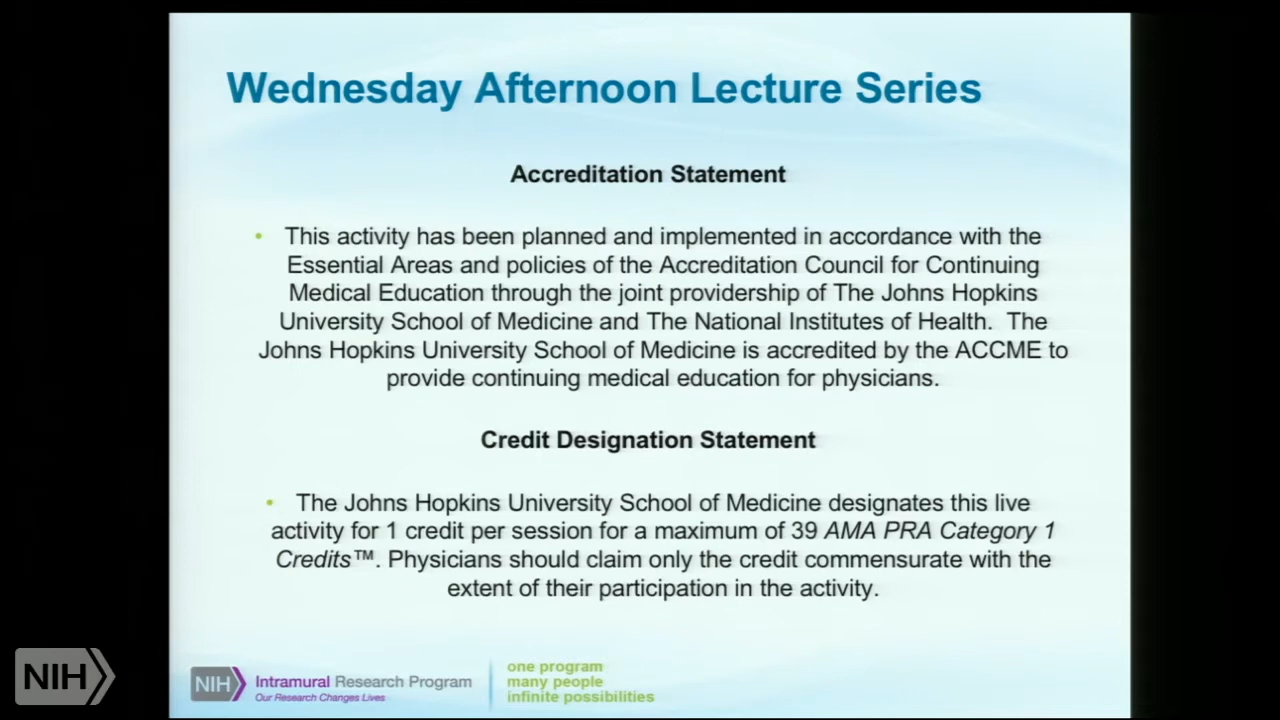 Wednesday Afternoon Lecture Series
Accreditation Statement
• This activity has been planned and implemented in accordance with the
Essential Areas and policies of the Accreditation Council for Continuing
Medical Education through the joint providership of The Johns Hopkins
University School of Medicine and The National Institutes of Health. The
Johns Hopkins University School of Medicine is accredited by the ACCME to
provide continuing medical education for physicians.
Credit Designation Statement
• The Johns Hopkins University School of Medicine designates this live
activity for 1 credit per session for a maximum of 39 AMA PRA Category 1
Credits™. Physicians should claim only the credit commensurate with the
extent of their participation in the activity.
NIH
NIH Intramural Research Program
Our Research Changes Lives
one program
many people
infinite possibilities